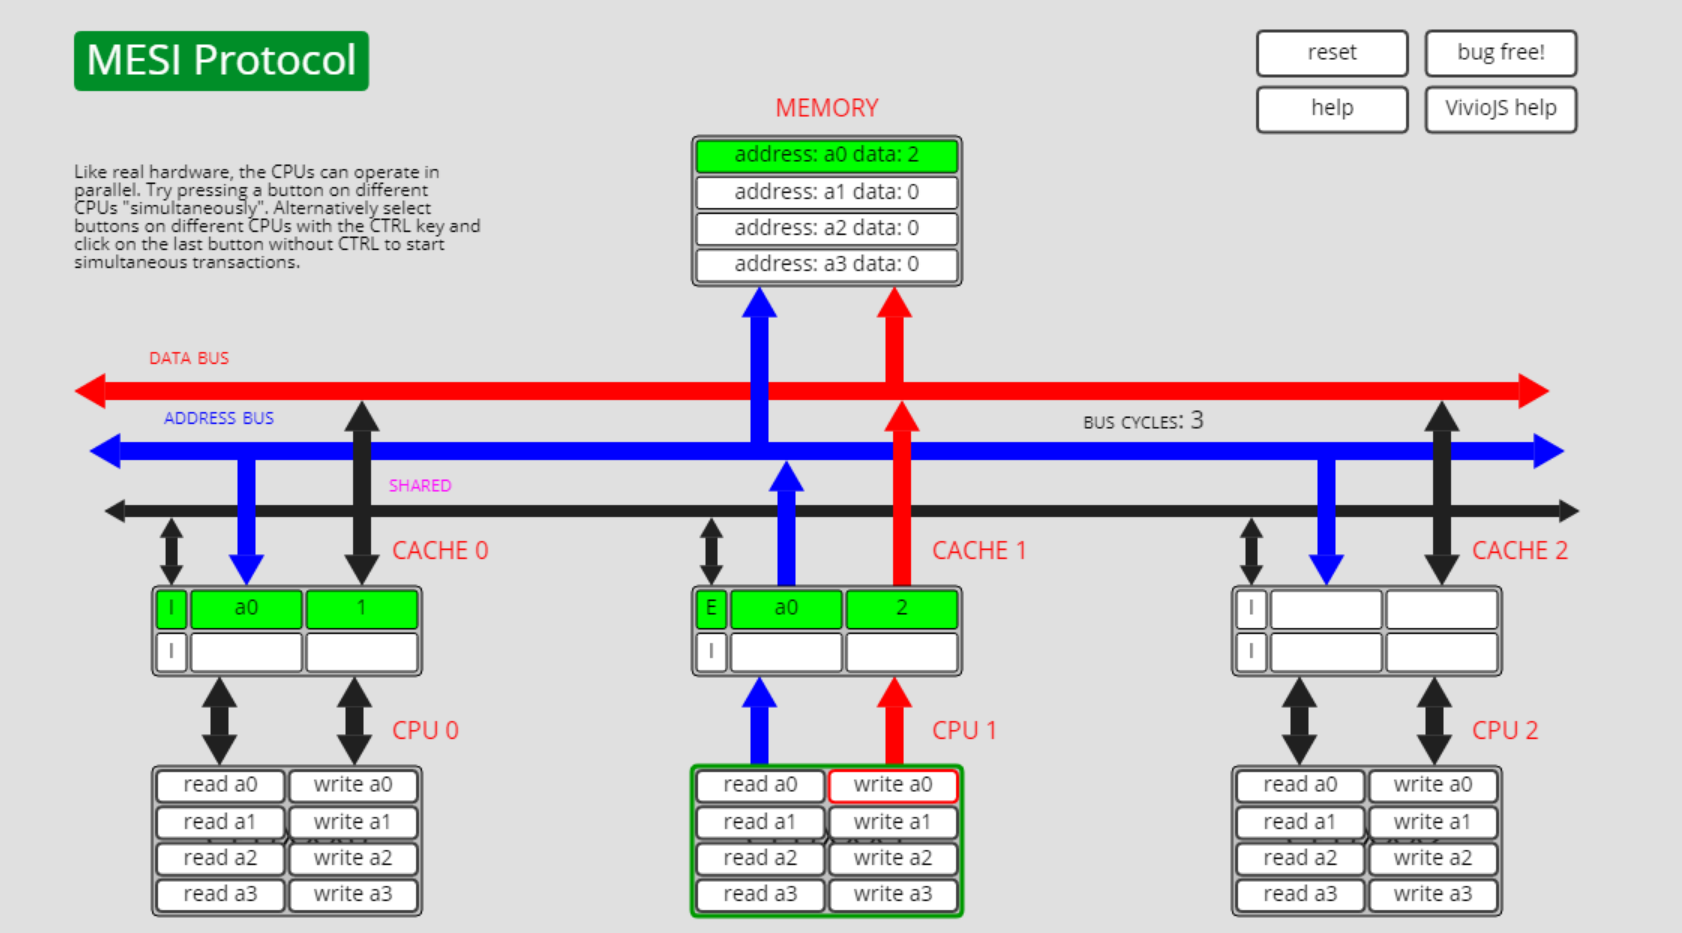 MESI Protocol
reset
bug free!
help
VivioJS help
MEMORY
address: a0 data: 2
address: a1 data: 0
address: a2 data: 0
address: a3 data: 0
Like real hardware, the CPUs can operate in
parallel. Try pressing a button on different
CPUs "simultaneously". Alternatively select
buttons on different CPUs with the CTRL key and
click on the last button without CTRL to start
simultaneous transactions.
DATA BUS
ADDRESS BUS
BUS CYCLES: 3
SHARED
CACHE 0
CACHE 1
CACHE 2
I a0 1
I
E a0 2
I
I
I
CPU 0
CPU 1
CPU 2
read a0 write a0
read a1 write a1
read a2 write a2
read a3 write a3
read a0 write a0
read a1 write a1
read a2 write a2
read a3 write a3
read a0 write a0
read a1 write a1
read a2 write a2
read a3 write a3